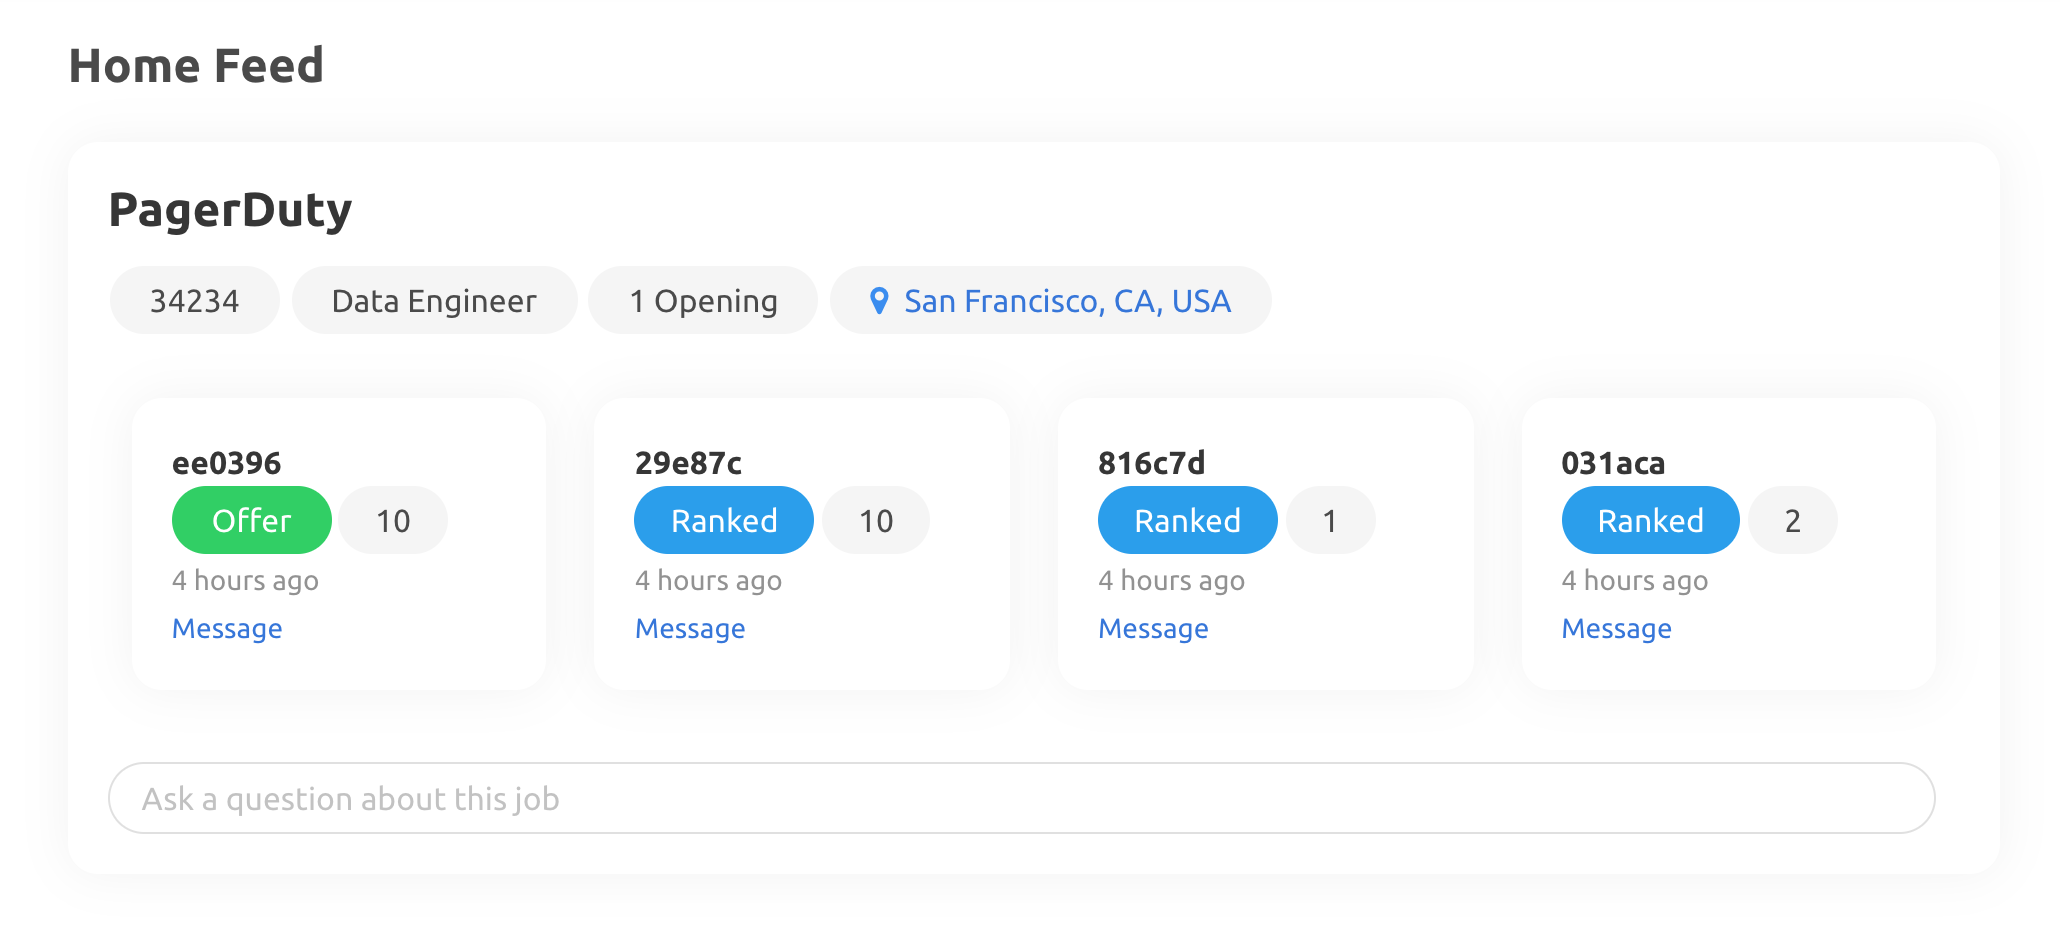 Home Feed
PagerDuty
34234 Data Engineer 1 Opening San Francisco, CA, USA
ee0396
Offer 10
4 hours ago
Message
29e87c
Ranked 10
4 hours ago
Message
816c7d
Ranked 1
4 hours ago
Message
031aca
Ranked 2
4 hours ago
Message
Ask a question about this job